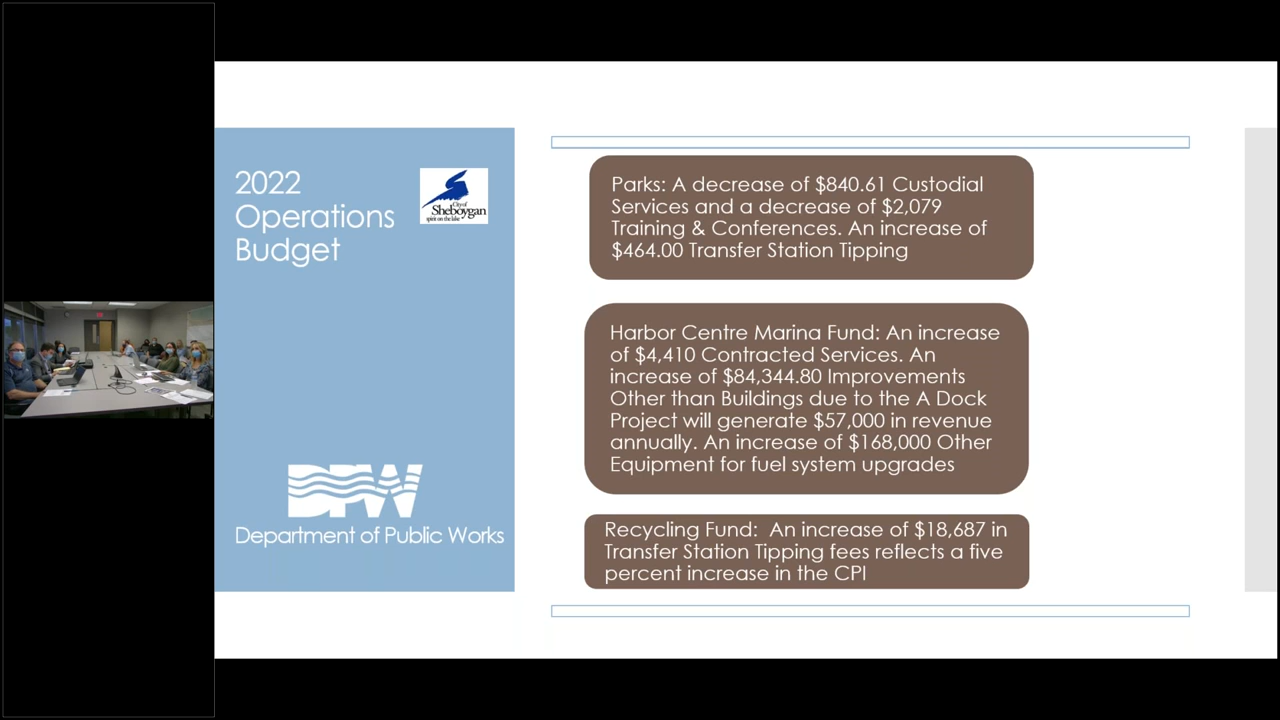 2022
Operations
Budget
City of
Sheboygan
spirit on the lake
DPW
Department of Public Works
Parks: A decrease of $840.61 Custodial
Services and a decrease of $2,079
Training & Conferences. An increase of
$464.00 Transfer Station Tipping
Harbor Centre Marina Fund: An increase
of $4,410 Contracted Services. An
increase of $84,344.80 Improvements
Other than Buildings due to the A Dock
Project will generate $57,000 in revenue
annually. An increase of $168,000 Other
Equipment for fuel system upgrades
Recycling Fund:  An increase of $18,687 in
Transfer Station Tipping fees reflects a five
percent increase in the CPI